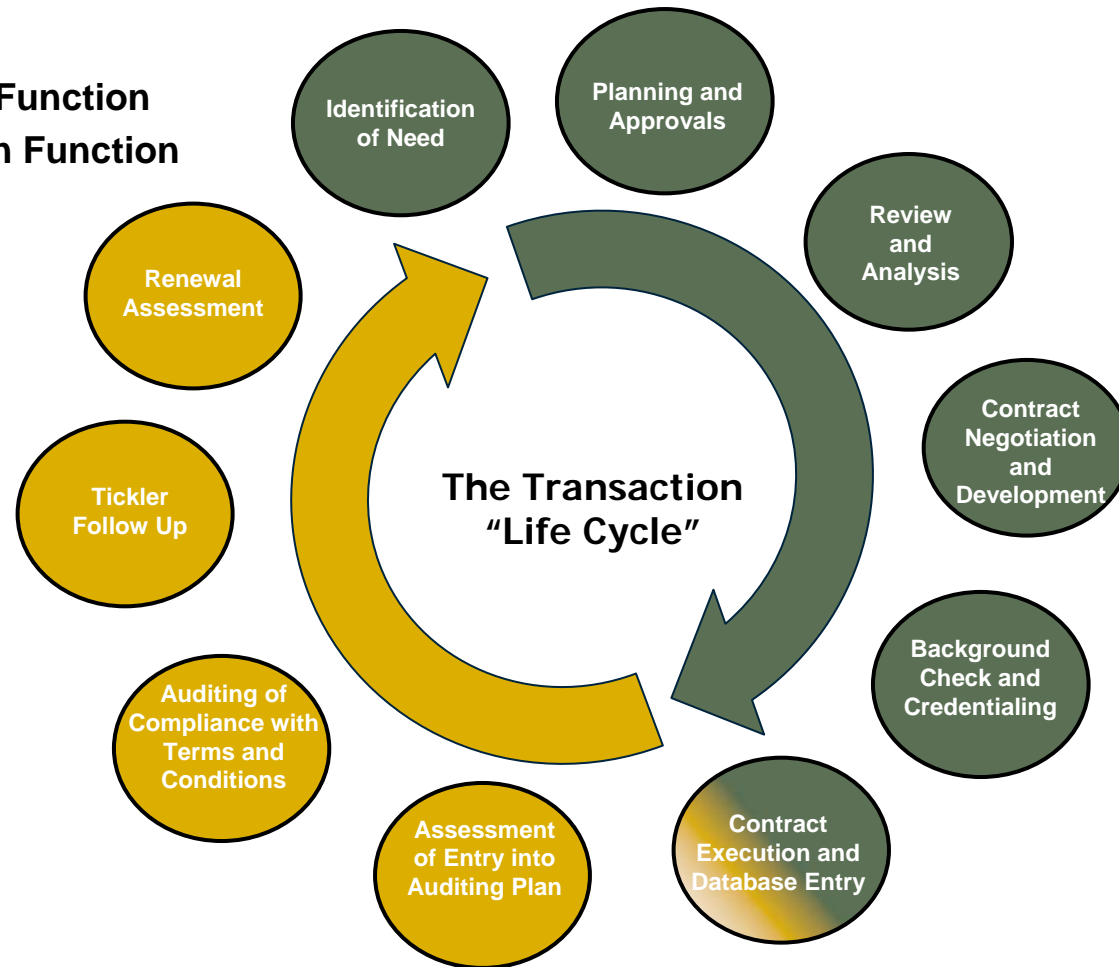 Function
Function
Identification
of Need
Planning and
Approvals
Review
and
Analysis
Contract
Negotiation
and
Development
Background
Check and
Credentialing
Contract
Execution and
Database Entry
Assessment
of Entry into
Auditing Plan
Auditing of
Compliance with
Terms and
Conditions
Tickler
Follow Up
Renewal
Assessment
The Transaction
“Life Cycle”